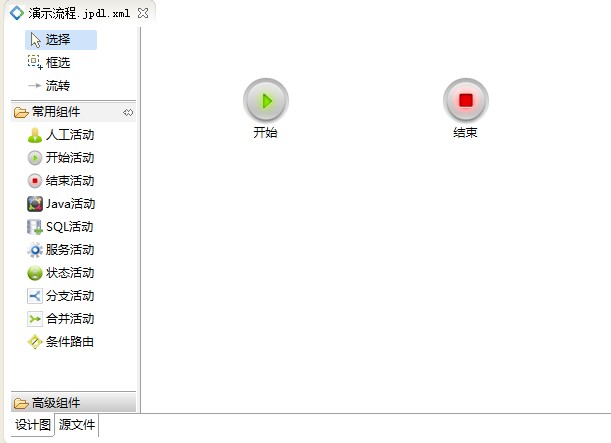 演示流程.jpdl.xml
选择
框选
流转
常用组件
人工活动
开始活动
结束活动
Java活动
SQL活动
服务活动
状态活动
分支活动
合并活动
条件路由
高级组件
开始
结束
设计图 源文件